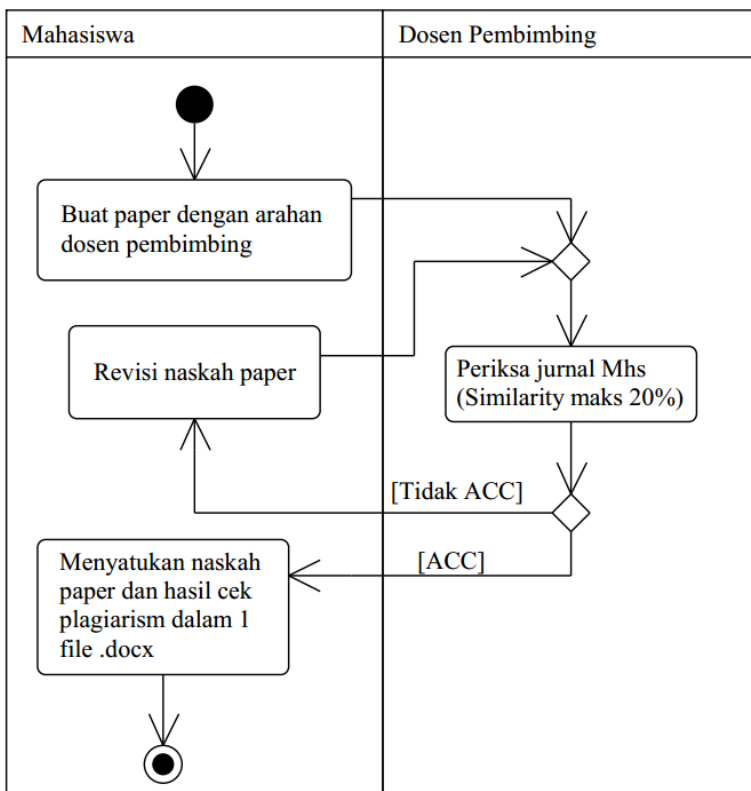 Mahasiswa
Dosen Pembimbing
Buat paper dengan arahan
dosen pembimbing
Revisi naskah paper
Periksa jurnal Mhs
(Similarity maks 20%)
[Tidak ACC]
[ACC]
Menyatukan naskah
paper dan hasil cek
plagiarism dalam 1
file .docx